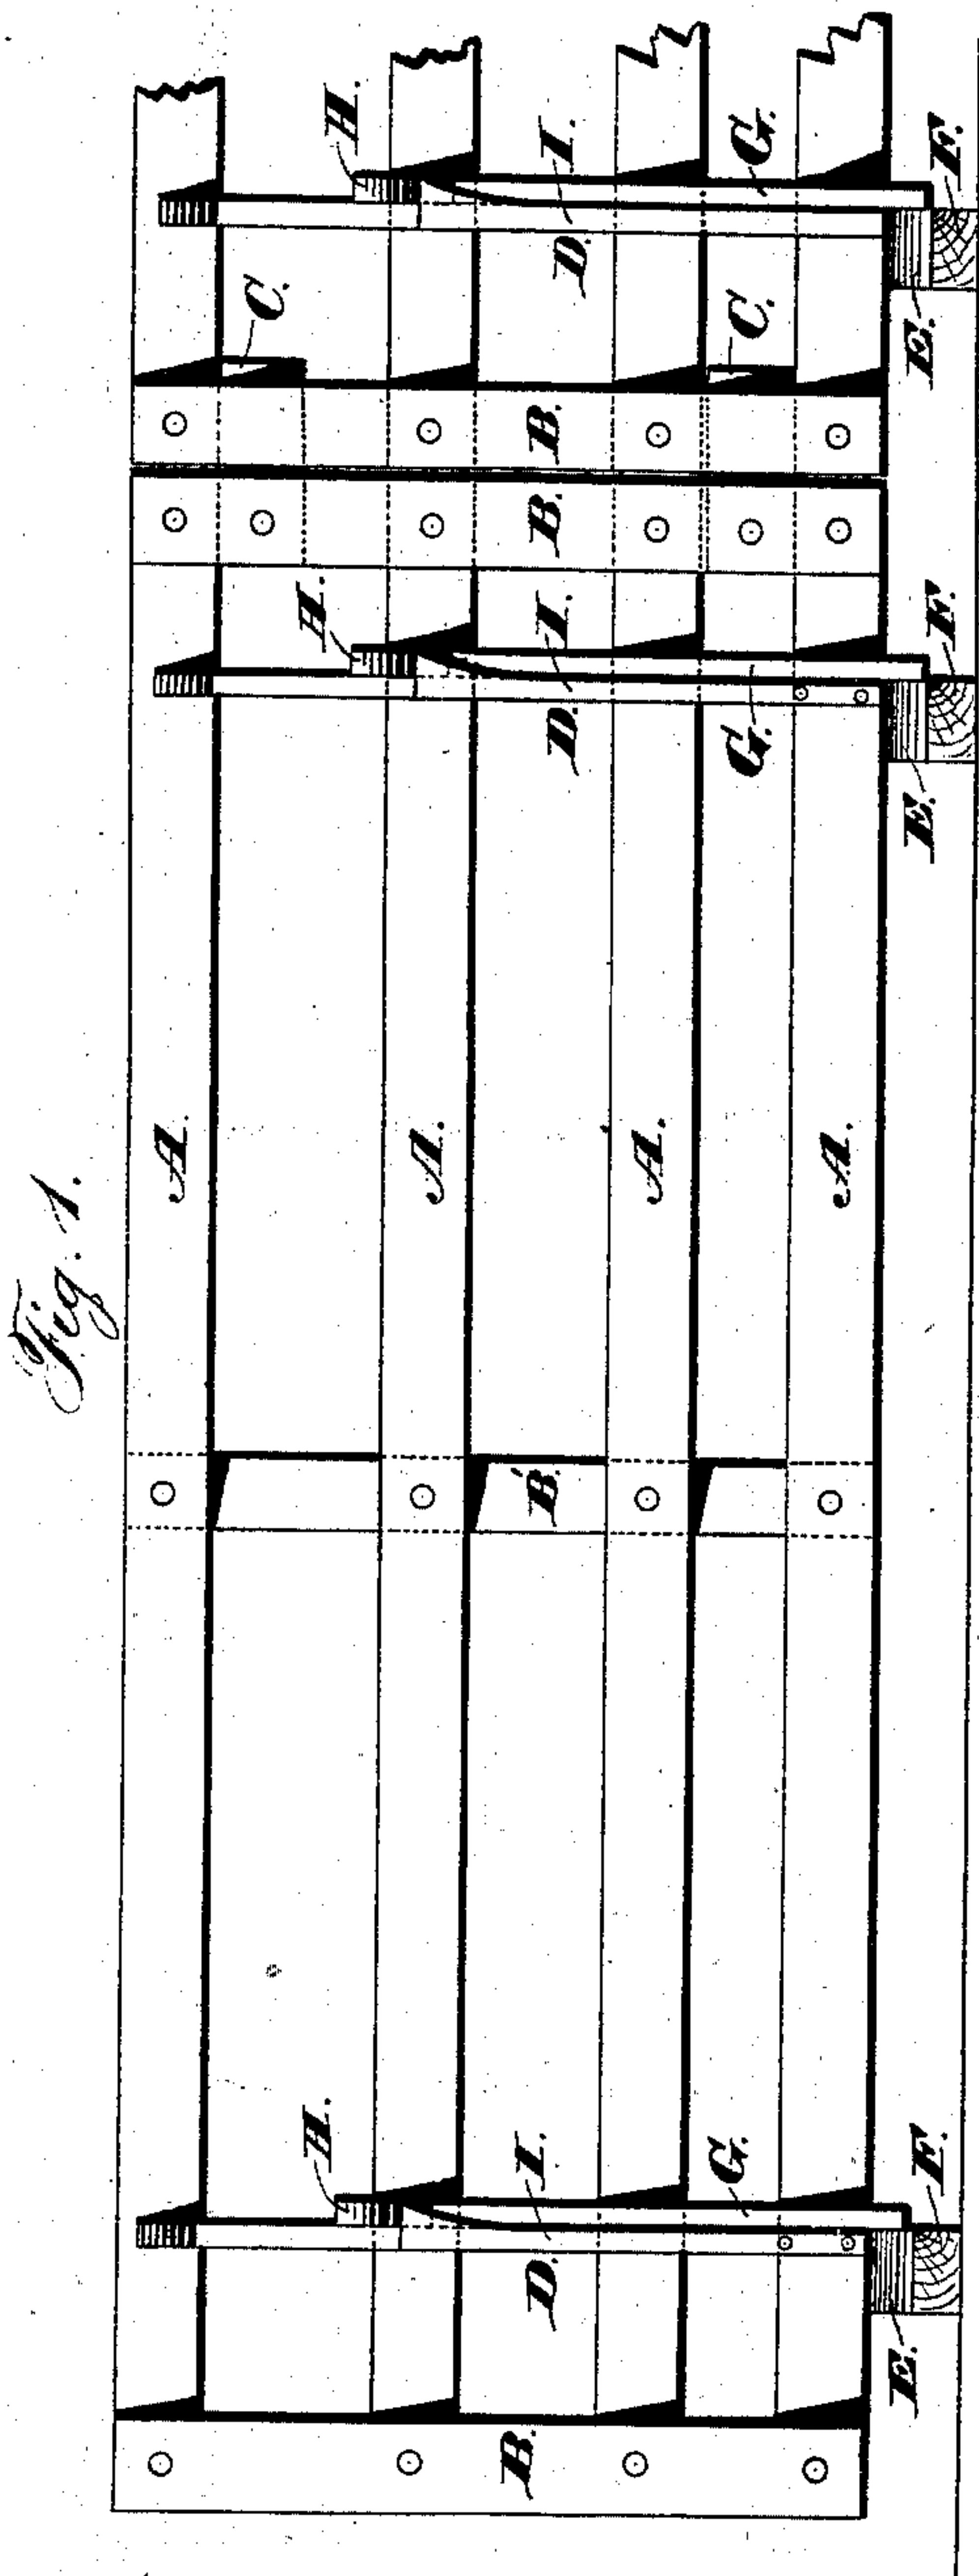 Fig. 1.
A.
C.
H. H. H.
A.
B. D. I. B'. D. I. B. B. D. I.
A.
G. G. C. G.
A.
E. F. E. F. E. F.